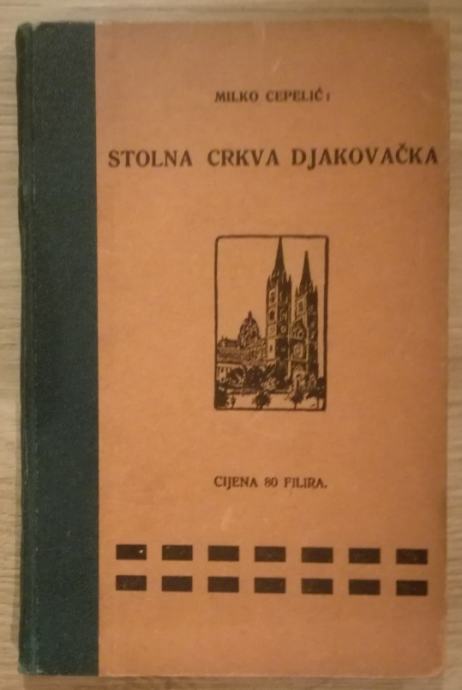 MILKO CEPELIĆ:
STOLNA CRKVA DJAKOVAČKA
CIJENA 80 FILIRA.